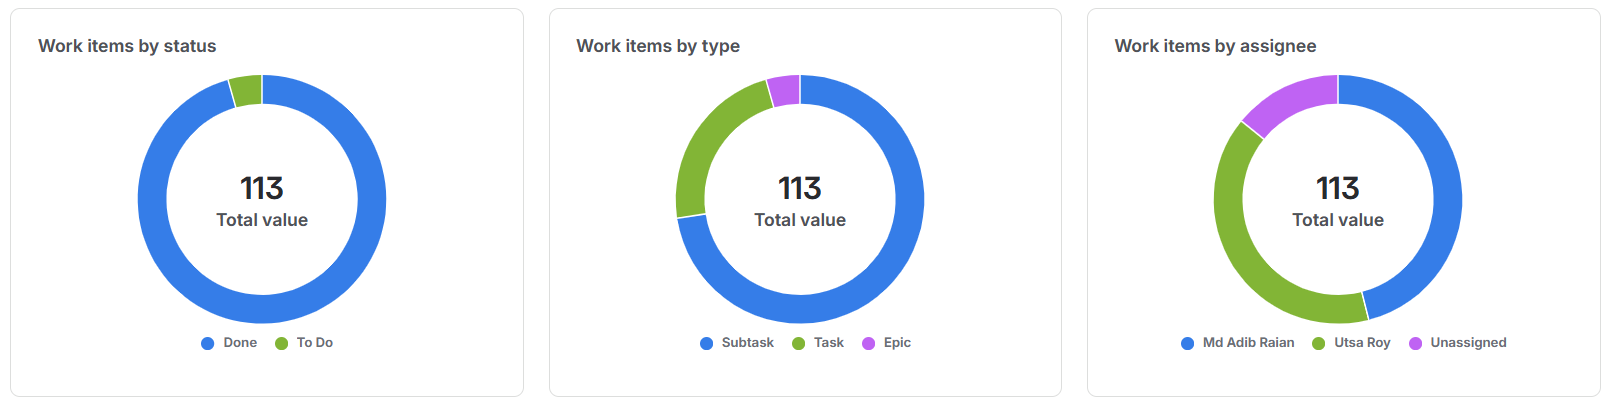 Work items by status
113
Total value
Done
To Do
Work items by type
113
Total value
Subtask
Task
Epic
Work items by assignee
113
Total value
Md Adib Raian
Utsa Roy
Unassigned